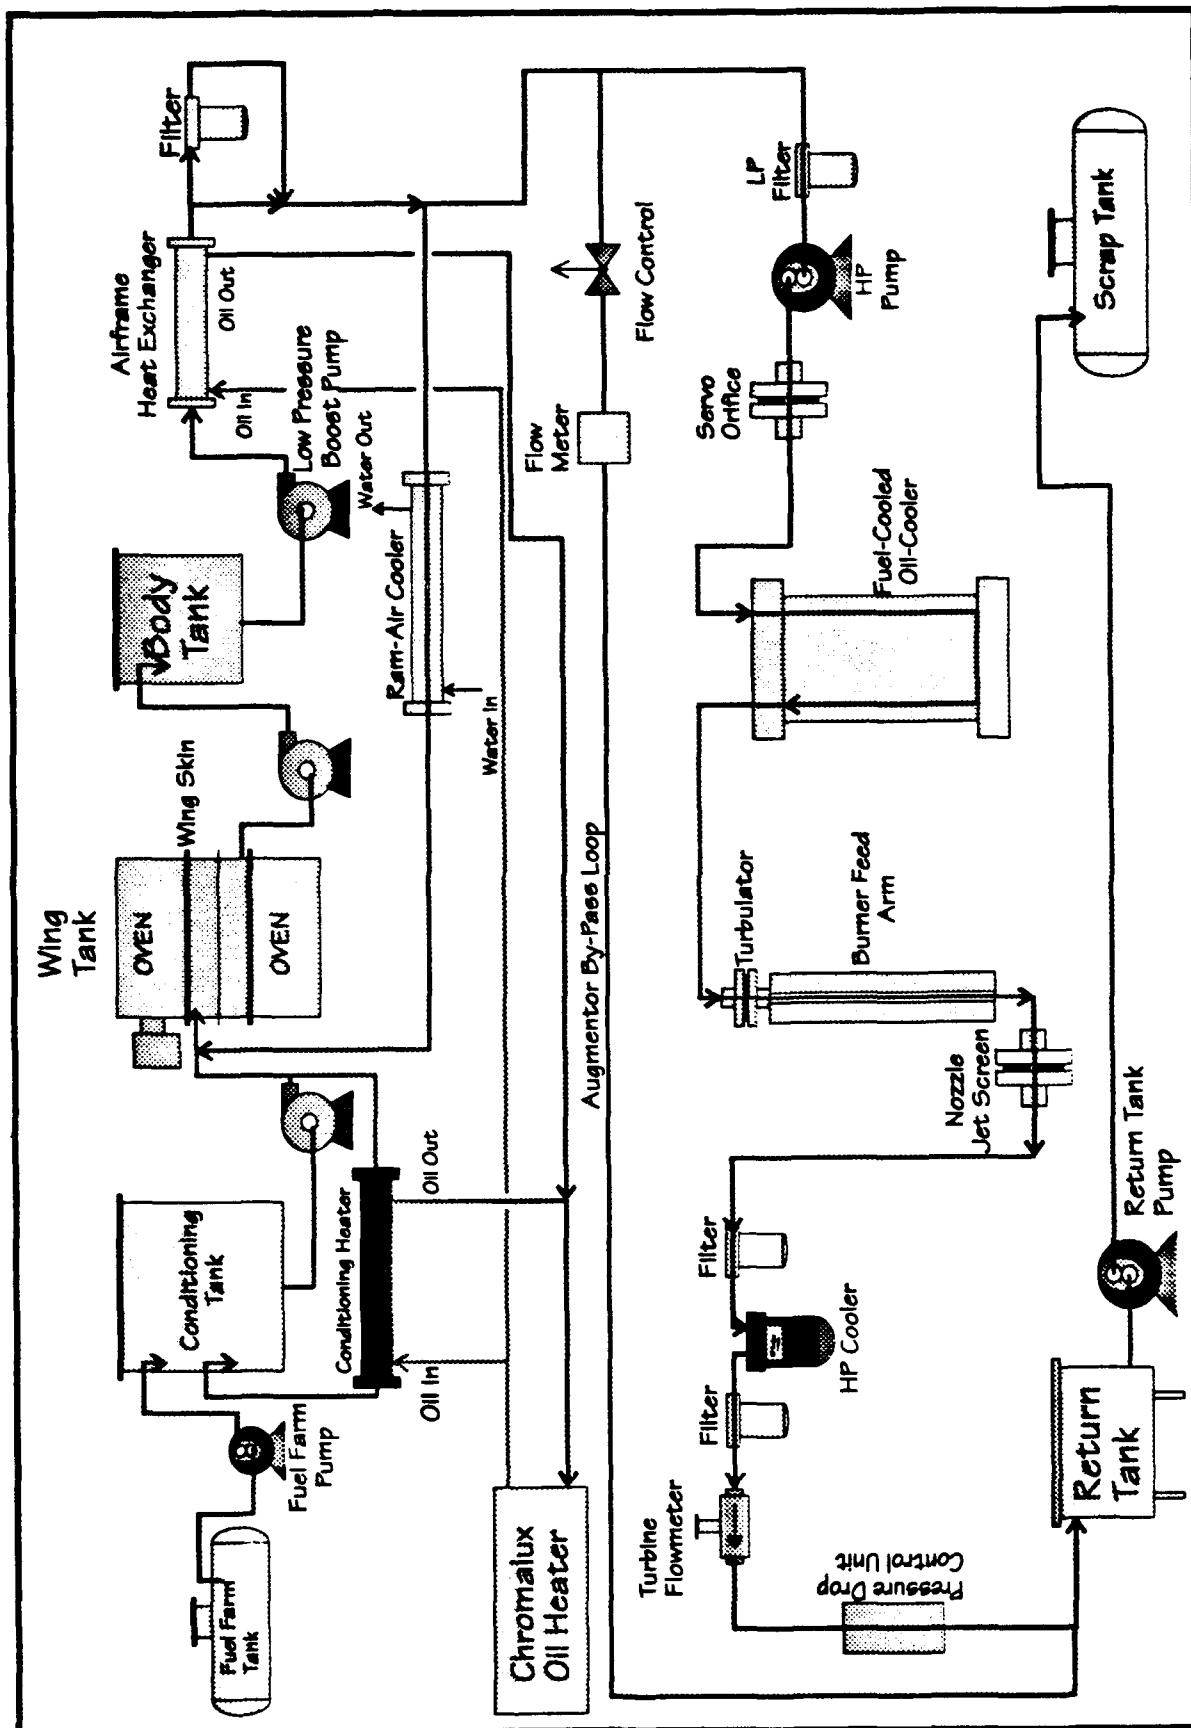 Wing
Tank
OVEN
Wing Skin
OVEN
Body
Tank
Airframe
Heat Exchanger
Filter
Oil In
Oil Out
Low Pressure
Boost Pump
Water Out
Ram-Air Cooler
Water In
Conditioning
Tank
Conditioning Heater
Oil Out
Oil In
Fuel Farm
Pump
Fuel Farm
Tank
Chromalux
Oil Heater
Augmentor By-Pass Loop
Flow
Meter
Flow Control
LP
Filter
HP
Pump
Servo
Orifice
Fuel-Cooled
Oil-Cooler
Turbulator
Burner Feed
Arm
Nozzle
Jet Screen
Filter
HP Cooler
Filter
Turbine
Flowmeter
Pressure Drop
Control Unit
Return
Tank
Return Tank
Pump
Scrap Tank